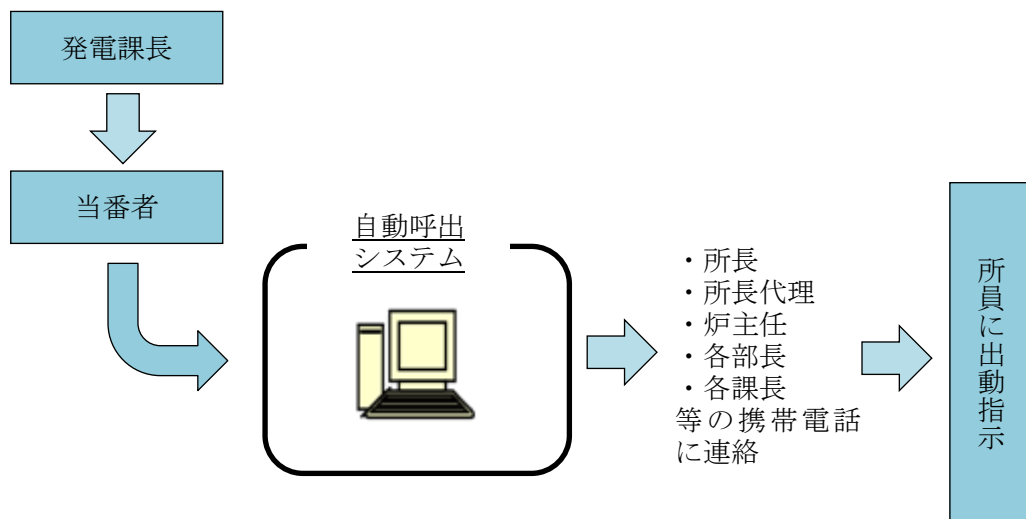 発電課長
当番者
自動呼出
システム
・所長
・所長代理
・炉主任
・各部長
・各課長
等の携帯電話
に連絡
所員に出動指示